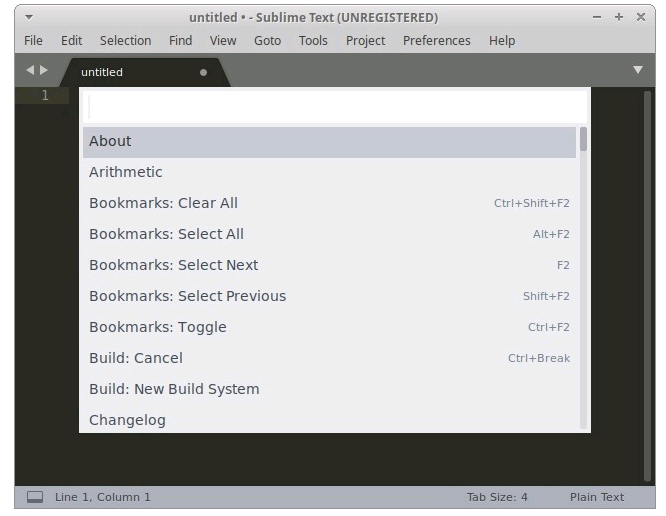 untitled • - Sublime Text (UNREGISTERED)
File Edit Selection Find View Goto Tools Project Preferences Help
untitled
1
About
Arithmetic
Bookmarks: Clear All Ctrl+Shift+F2
Bookmarks: Select All Alt+F2
Bookmarks: Select Next F2
Bookmarks: Select Previous Shift+F2
Bookmarks: Toggle Ctrl+F2
Build: Cancel Ctrl+Break
Build: New Build System
Changelog
Line 1, Column 1 Tab Size: 4 Plain Text